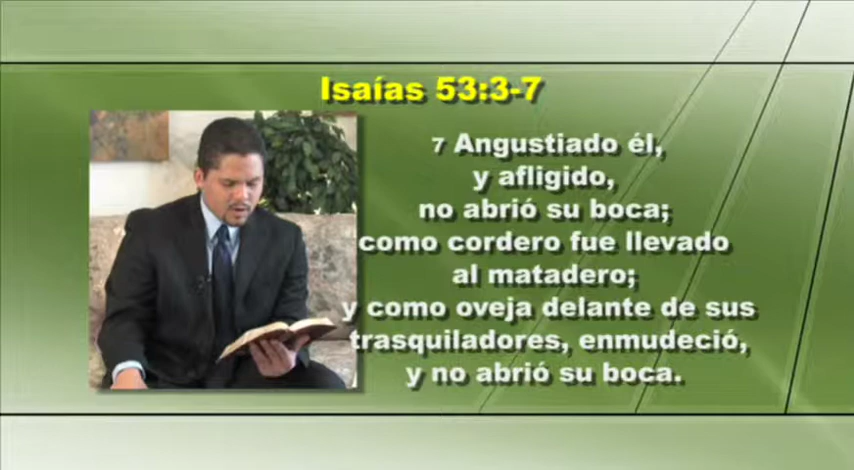 Isaías 53:3-7
7 Angustiado él,
y afligido,
no abrió su boca;
como cordero fue llevado
al matadero;
y como oveja delante de sus
trasquiladores, enmudeció,
y no abrió su boca.